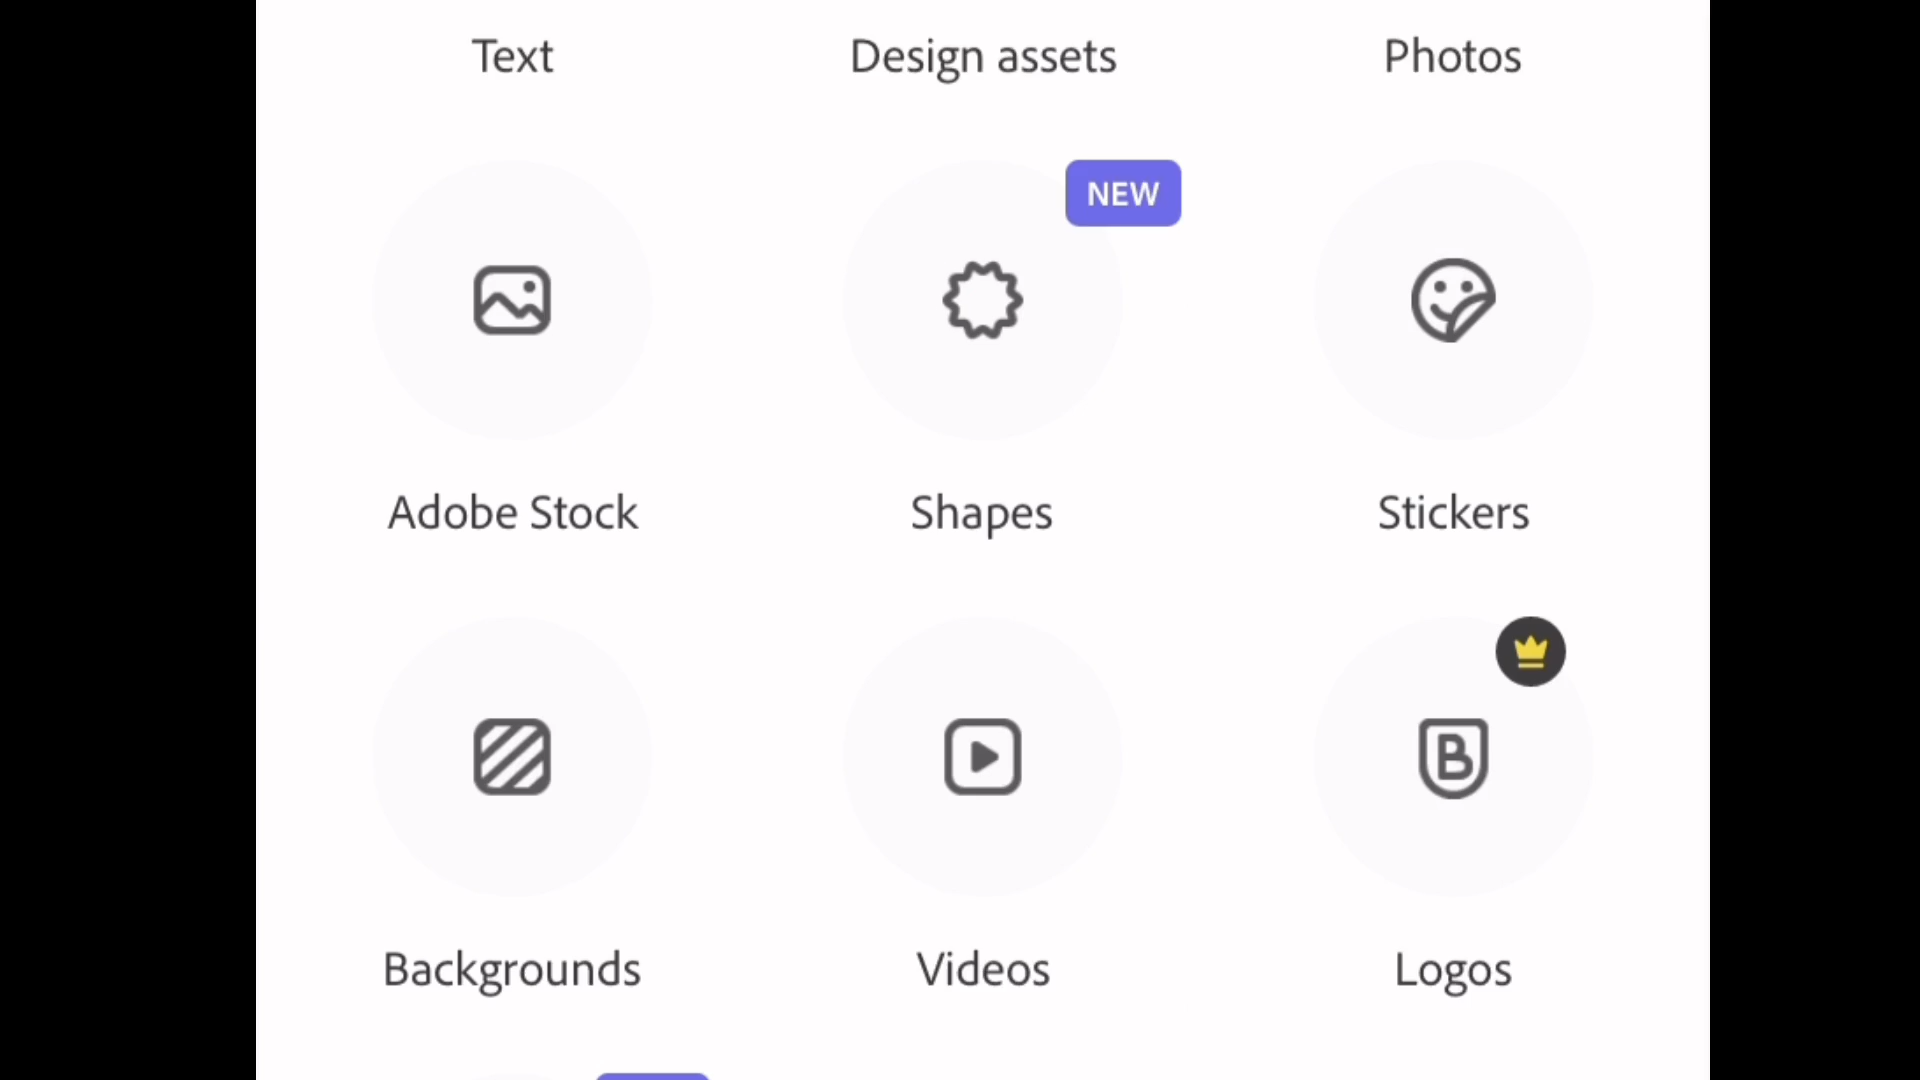 Text
Design assets
Photos
NEW
Adobe Stock
Shapes
Stickers
B
Backgrounds
Videos
Logos